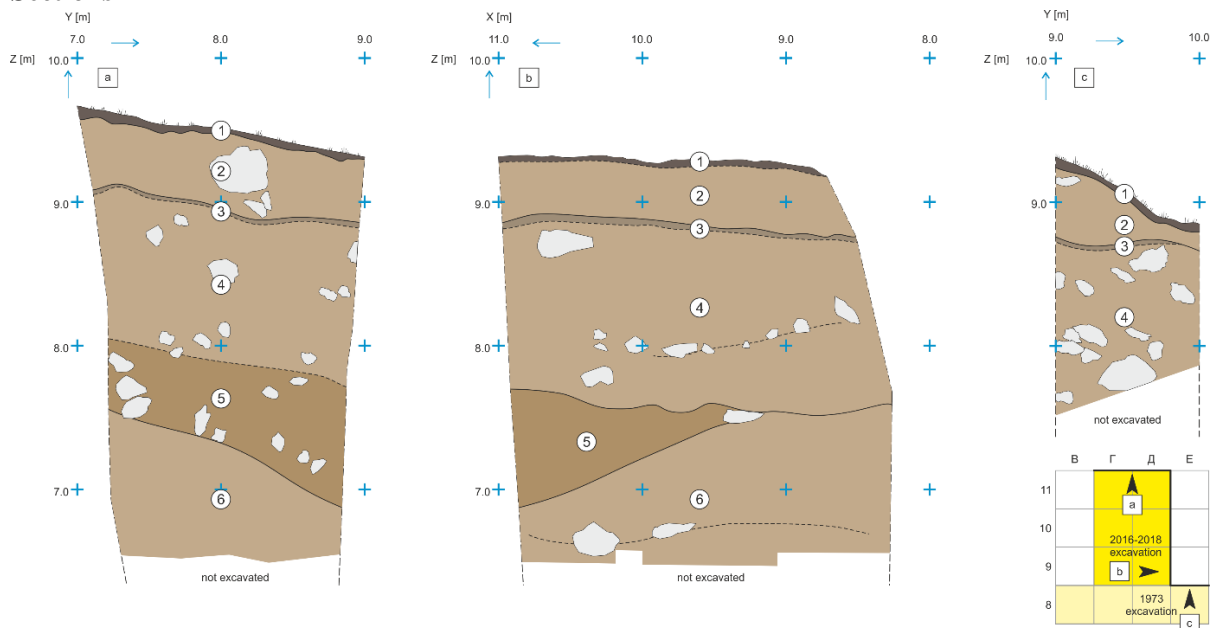 Y [m]
7.0 8.0 9.0
Z [m] 10.0
a
1
2
9.0
3
4
8.0
5
7.0
6
not excavated
X [m]
11.0 10.0 9.0 8.0
Z [m] 10.0
b
1
2
9.0
3
4
8.0
5
7.0
6
not excavated
Y [m]
9.0 10.0
Z [m] 10.0
c
1
9.0
2
3
4
8.0
not excavated
В Г Д Е
11
a
10
2016-2018
excavation
9
b
8
1973
excavation
c